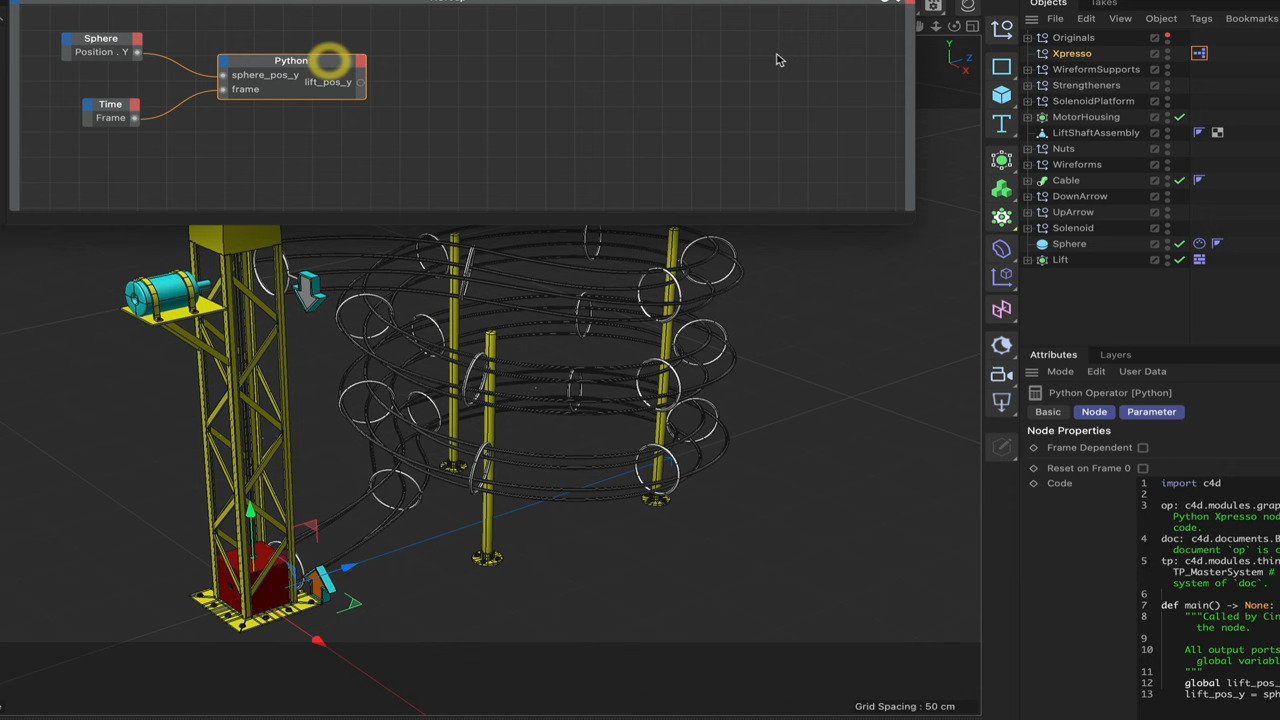 Objects
Takes
File
Edit
View
Object
Tags
Bookmarks
Sphere
Position . Y
Time
Frame
Python
sphere_pos_y
lift_pos_y
frame
Y
Z
X
Originals
Xpresso
WireformSupports
Strengtheners
SolenoidPlatform
MotorHousing
LiftShaftAssembly
Nuts
Wireforms
Cable
DownArrow
UpArrow
Solenoid
Sphere
Lift
Attributes
Layers
Mode
Edit
User Data
Python Operator [Python]
Basic
Node
Parameter
Node Properties
Frame Dependent
Reset on Frame 0
Code
1 import c4d
2
3 op: c4d.modules.grap
Python Xpresso nod
code.
4 doc: c4d.documents.B
document `op` is c
5 tp: c4d.modules.thin
TP_MasterSystem #
system of `doc`.
6
7 def main() -> None:
8 """Called by Cin
the node.
9
10 All output ports
global variabl
11 """
12 global lift_pos_
13 lift_pos_y = sph
Grid Spacing : 50 cm